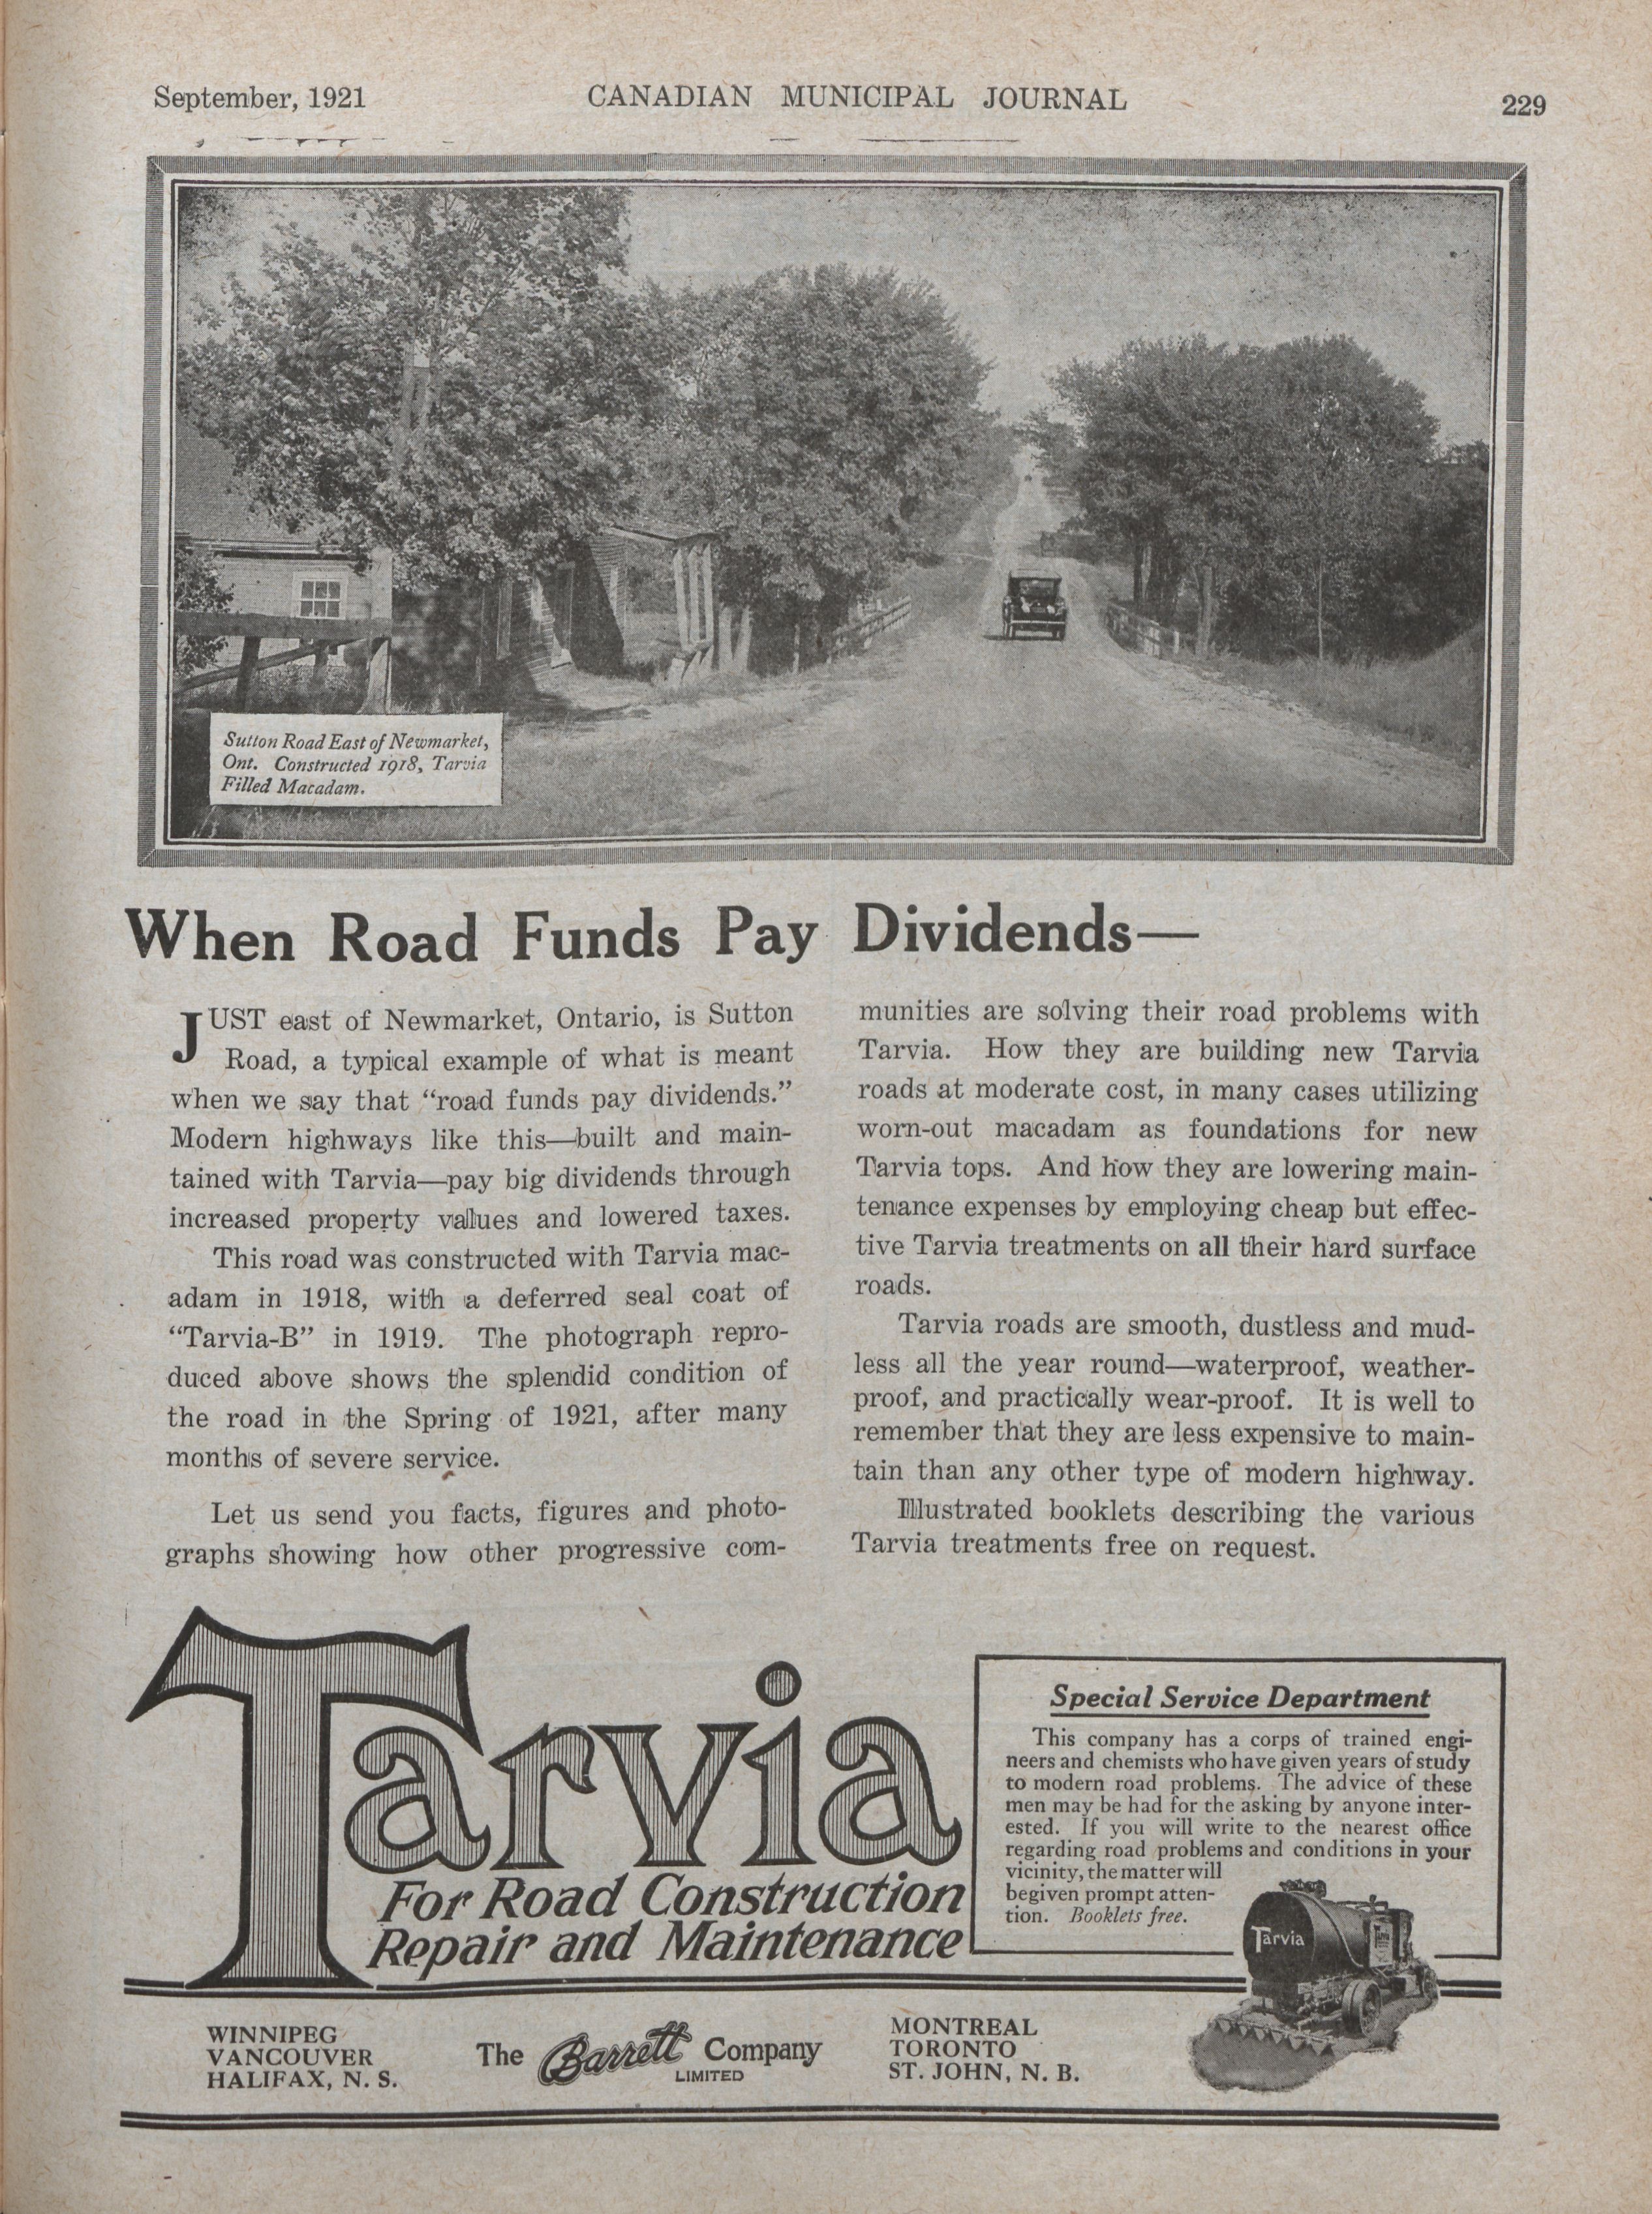 September, 1921 CANADIAN MUNICIPAL JOURNAL 229
Sutton Road East of Newmarket,
Ont. Constructed 1918, Tarvia
Filled Macadam.
When Road Funds Pay Dividends—
JUST east of Newmarket, Ontario, is Sutton
Road, a typical example of what is meant
when we say that “road funds pay dividends.”
Modern highways like this—built and main-
tained with Tarvia—pay big dividends through
increased property values and lowered taxes.
This road was constructed with Tarvia mac-
adam in 1918, with a deferred seal coat of
“Tarvia-B” in 1919. The photograph repro-
duced above shows the splendid condition of
the road in the Spring of 1921, after many
months of severe service.
Let us send you facts, figures and photo-
graphs showing how other progressive com-
munities are solving their road problems with
Tarvia. How they are building new Tarvia
roads at moderate cost, in many cases utilizing
worn-out macadam as foundations for new
Tarvia tops. And how they are lowering main-
tenance expenses by employing cheap but effec-
tive Tarvia treatments on all their hard surface
roads.
Tarvia roads are smooth, dustless and mud-
less all the year round—waterproof, weather-
proof, and practically wear-proof. It is well to
remember that they are less expensive to main-
tain than any other type of modern highway.
Illustrated booklets describing the various
Tarvia treatments free on request.
Tarvia
For Road Construction
Repair and Maintenance
Special Service Department
This company has a corps of trained engi-
neers and chemists who have given years of study
to modern road problems. The advice of these
men may be had for the asking by anyone inter-
ested. If you will write to the nearest office
regarding road problems and conditions in your
vicinity, the matter will
be given prompt atten-
tion. Booklets free.
Tarvia
WINNIPEG
VANCOUVER
HALIFAX, N. S.
The Barrett Company
LIMITED
MONTREAL
TORONTO
ST. JOHN, N. B.